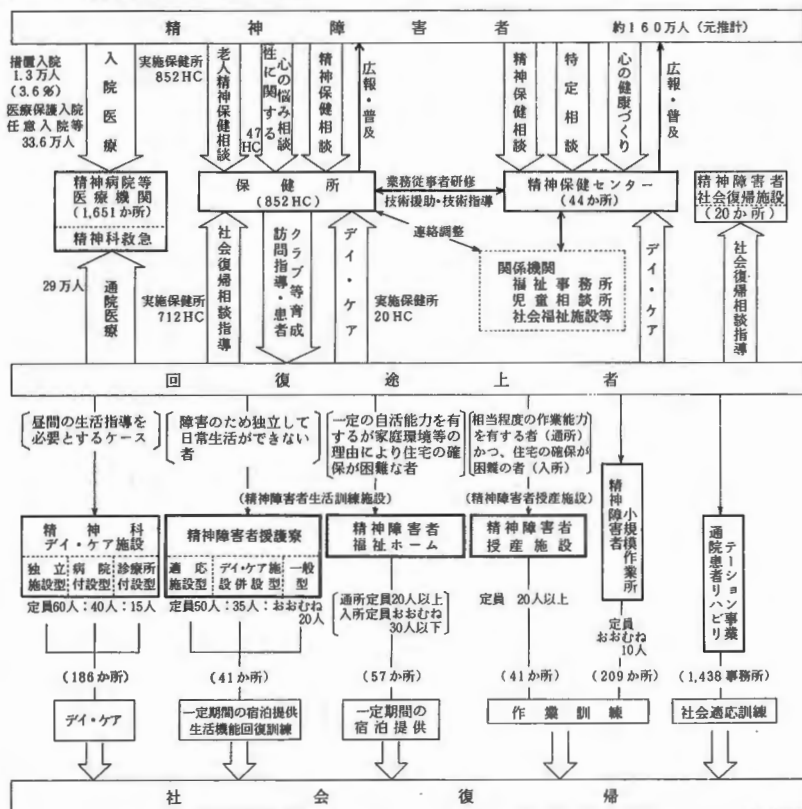 精神障害者
約160万人(元推計)
措置入院
1.3万人
(3.6%)
医療保護入院
任意入院等
33.6万人
入院医療
実施保健所
852HC
老人精神保健相談
性に関する
心の悩み相談
47
HC
精神保健相談
広報・普及
精神保健相談
特定相談
心の健康づくり
広報・普及
精神病院等
医療機関
(1,651か所)
精神科救急
保健所
(852HC)
業務従事者研修
技術援助・技術指導
精神保健センター
(44か所)
精神障害者
社会復帰施設
(20か所)
連絡調整
関係機関
福祉事務所
児童相談所
社会福祉施設等
29万人
通院医療
実施保健所
712HC
社会復帰相談指導
訪問指導・患者
クラブ等育成
デイ・ケア
実施保健所
20HC
デイ・ケア
社会復帰相談指導
回復途上者
昼間の生活指導を
必要とするケース
障害のため独立して
日常生活ができない
者
一定の自活能力を有
するが家庭環境等の
理由により住宅の確
保が困難な者
相当程度の作業能力
を有する者(通所)
かつ、住宅の確保が
困難の者(入所)
(精神障害者生活訓練施設)
(精神障害者授産施設)
精神科
デイ・ケア施設
独立
施設型
病院
付設型
診療所
付設型
定員60人:40人:15人
精神障害者援護寮
適応
施設型
デイ・ケア施
設併設型
一般
型
定員50人:35人:おおむね
20人
精神障害者
福祉ホーム
通所定員20人以上
入所定員おおむね
30人以下
精神障害者
授産施設
定員 20人以上
精神障害者
小規模作業所
定員
おおむね
10人
通院患者リハビリ
テーション事業
(186か所)
(41か所)
(57か所)
(41か所)
(209か所)
(1,438事務所)
デイ・ケア
一定期間の宿泊提供
生活機能回復訓練
一定期間の
宿泊提供
作業訓練
社会適応訓練
社会復帰